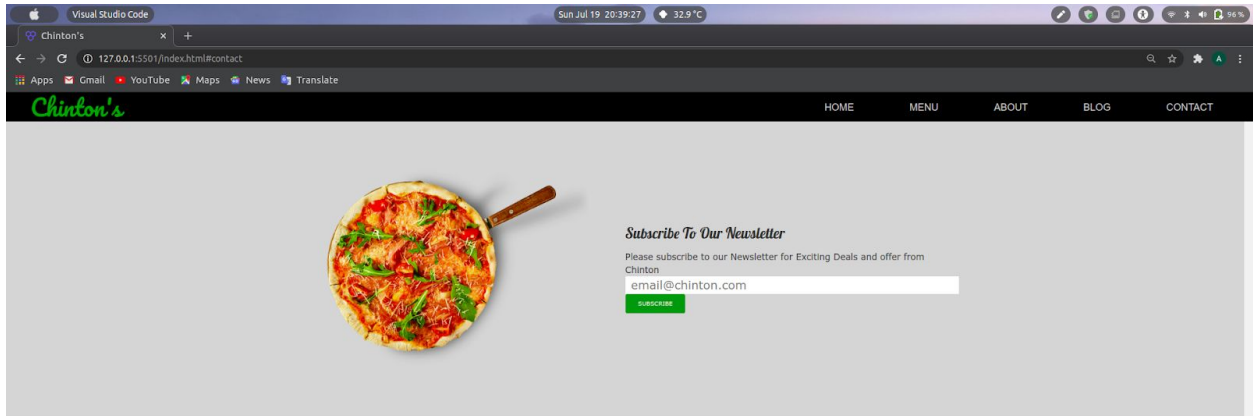 Visual Studio Code
Sun Jul 19 20:39:27
32.9 °C
96 %
Chinton's
127.0.0.1:5501/index.html#contact
A
Apps Gmail YouTube Maps News Translate
Chinton's
HOME MENU ABOUT BLOG CONTACT
Subscribe To Our Newsletter
Please subscribe to our Newsletter for Exciting Deals and offer from
Chinton
email@chinton.com
SUBSCRIBE